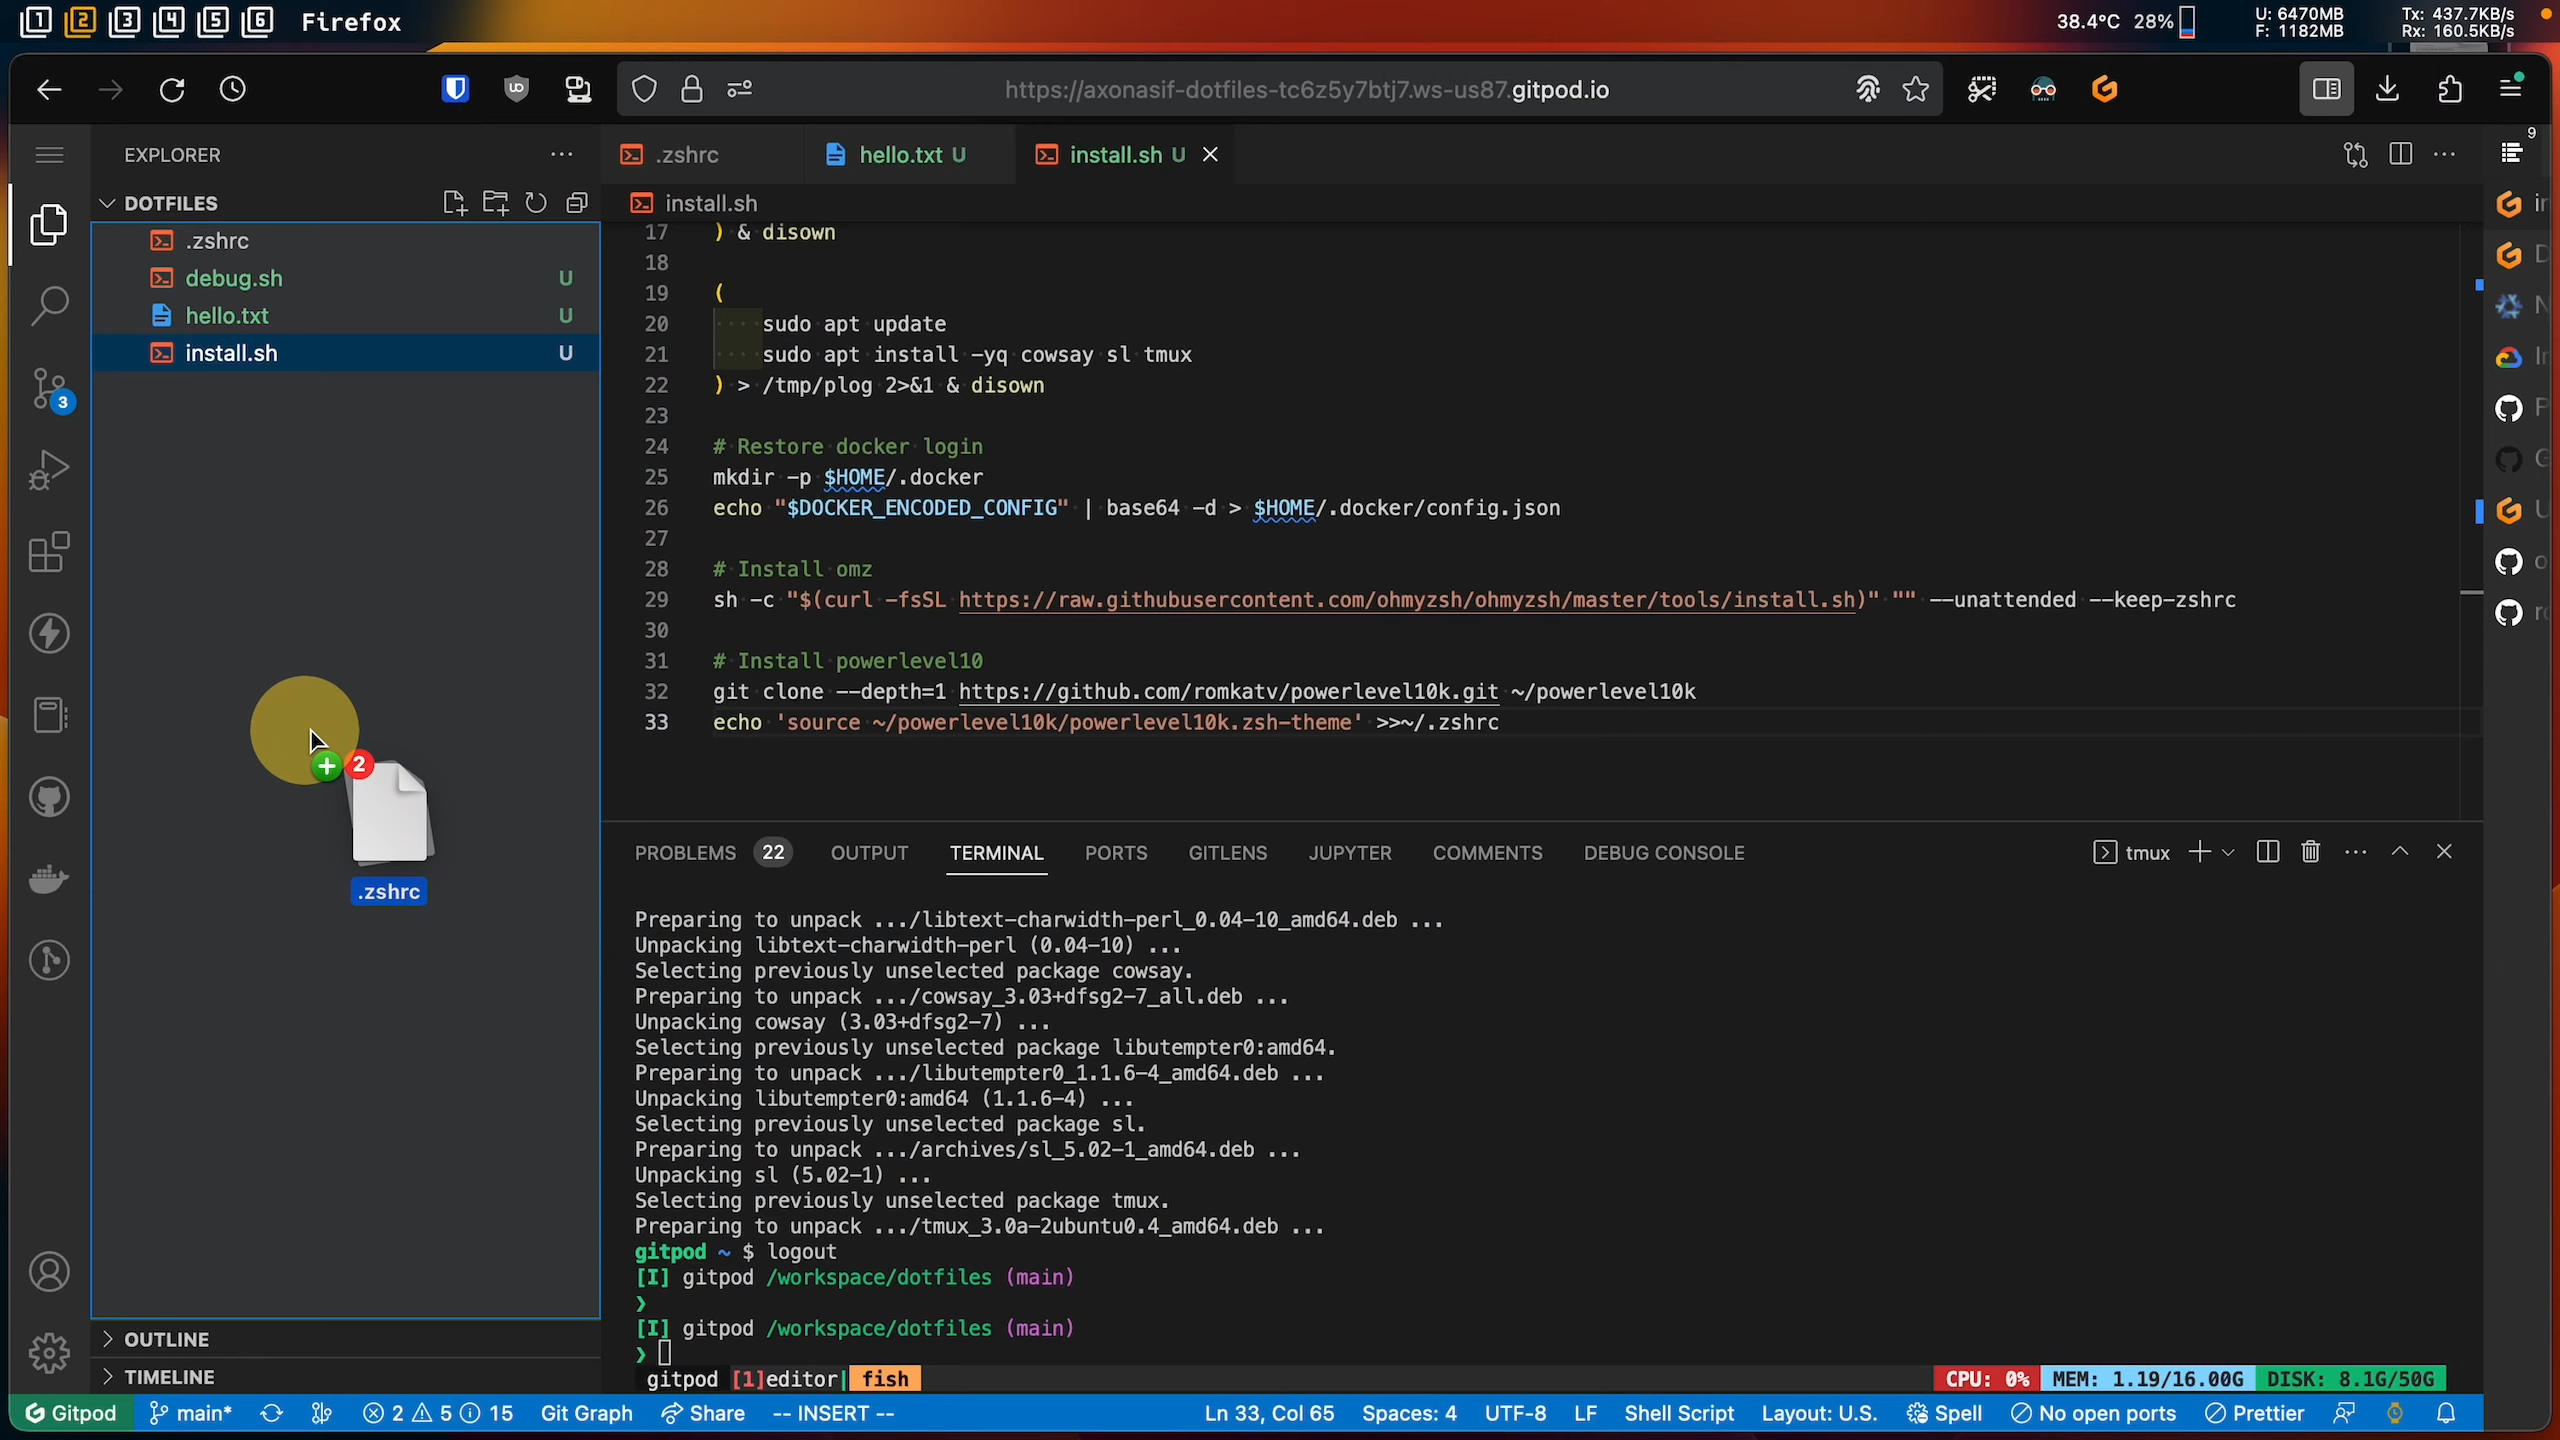 1 2 3 4 5 6 Firefox
38.4°C 28% U: 6470MB Tx: 437.7KB/s
F: 1182MB Rx: 160.5KB/s
https://axonasif-dotfiles-tc6z5y7btj7.ws-us87.gitpod.io
EXPLORER
DOTFILES
.zshrc
debug.sh U
hello.txt U
install.sh U
2
.zshrc
3
OUTLINE
TIMELINE
.zshrc hello.txt U install.sh U
9
install.sh
17 ) & disown
18
19 (
20 sudo apt update
21 sudo apt install -yq cowsay sl tmux
22 ) > /tmp/plog 2>&1 & disown
23
24 # Restore docker login
25 mkdir -p $HOME/.docker
26 echo "$DOCKER_ENCODED_CONFIG" | base64 -d > $HOME/.docker/config.json
27
28 # Install omz
29 sh -c "$(curl -fsSL https://raw.githubusercontent.com/ohmyzsh/ohmyzsh/master/tools/install.sh)" "" --unattended --keep-zshrc
30
31 # Install powerlevel10
32 git clone --depth=1 https://github.com/romkatv/powerlevel10k.git ~/powerlevel10k
33 echo 'source ~/powerlevel10k/powerlevel10k.zsh-theme' >>~/.zshrc
PROBLEMS 22 OUTPUT TERMINAL PORTS GITLENS JUPYTER COMMENTS DEBUG CONSOLE tmux
Preparing to unpack .../libtext-charwidth-perl_0.04-10_amd64.deb ...
Unpacking libtext-charwidth-perl (0.04-10) ...
Selecting previously unselected package cowsay.
Preparing to unpack .../cowsay_3.03+dfsg2-7_all.deb ...
Unpacking cowsay (3.03+dfsg2-7) ...
Selecting previously unselected package libutempter0:amd64.
Preparing to unpack .../libutempter0_1.1.6-4_amd64.deb ...
Unpacking libutempter0:amd64 (1.1.6-4) ...
Selecting previously unselected package sl.
Preparing to unpack .../archives/sl_5.02-1_amd64.deb ...
Unpacking sl (5.02-1) ...
Selecting previously unselected package tmux.
Preparing to unpack .../tmux_3.0a-2ubuntu0.4_amd64.deb ...
gitpod ~ $ logout
[I] gitpod /workspace/dotfiles (main)
❯
[I] gitpod /workspace/dotfiles (main)
❯
gitpod [1]editor| fish CPU: 0% MEM: 1.19/16.00G DISK: 8.1G/50G
Gitpod main* 2 5 15 Git Graph Share -- INSERT -- Ln 33, Col 65 Spaces: 4 UTF-8 LF Shell Script Layout: U.S. Spell No open ports Prettier